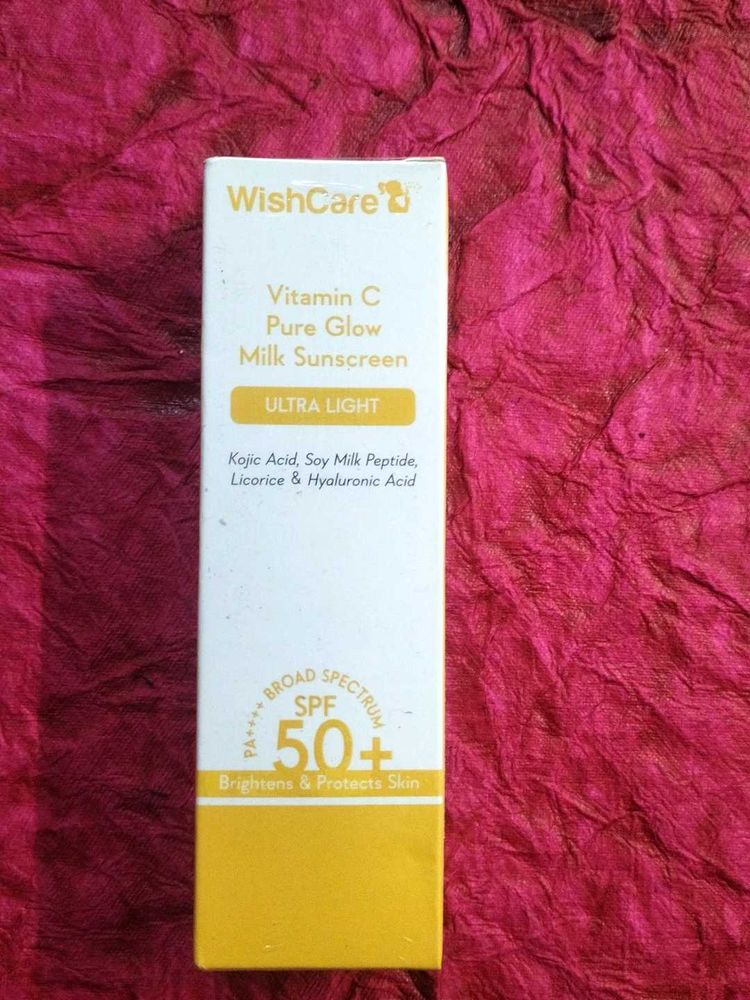 WishCare
Vitamin C
Pure Glow
Milk Sunscreen
ULTRA LIGHT
Kojic Acid, Soy Milk Peptide,
Licorice & Hyaluronic Acid
PA++++ BROAD SPECTRUM
SPF
50+
Brightens & Protects Skin